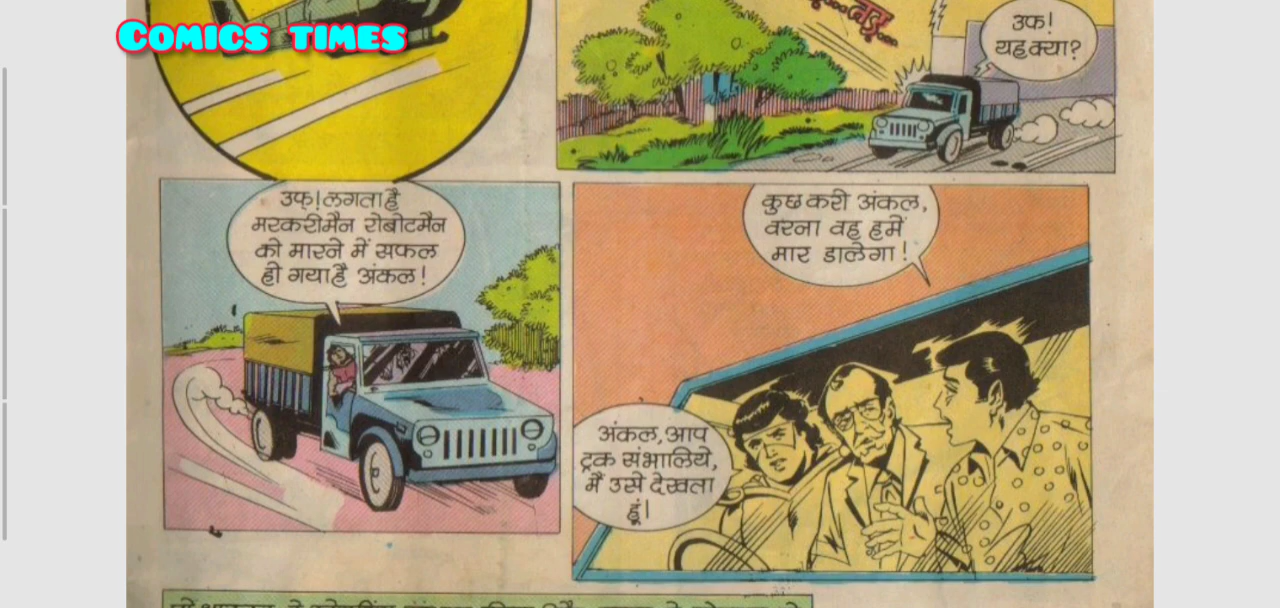 COMICS TIMES
उफ!
यह क्या?
उफ! लगता है
मरकरीमैन रोबोटमैन
को मारने में सफल
हो गया है अंकल!
कुछ करो अंकल,
वरना वह हमें
मार डालेगा!
अंकल, आप
ट्रक संभालिये,
मैं उसे देखता
हूं।